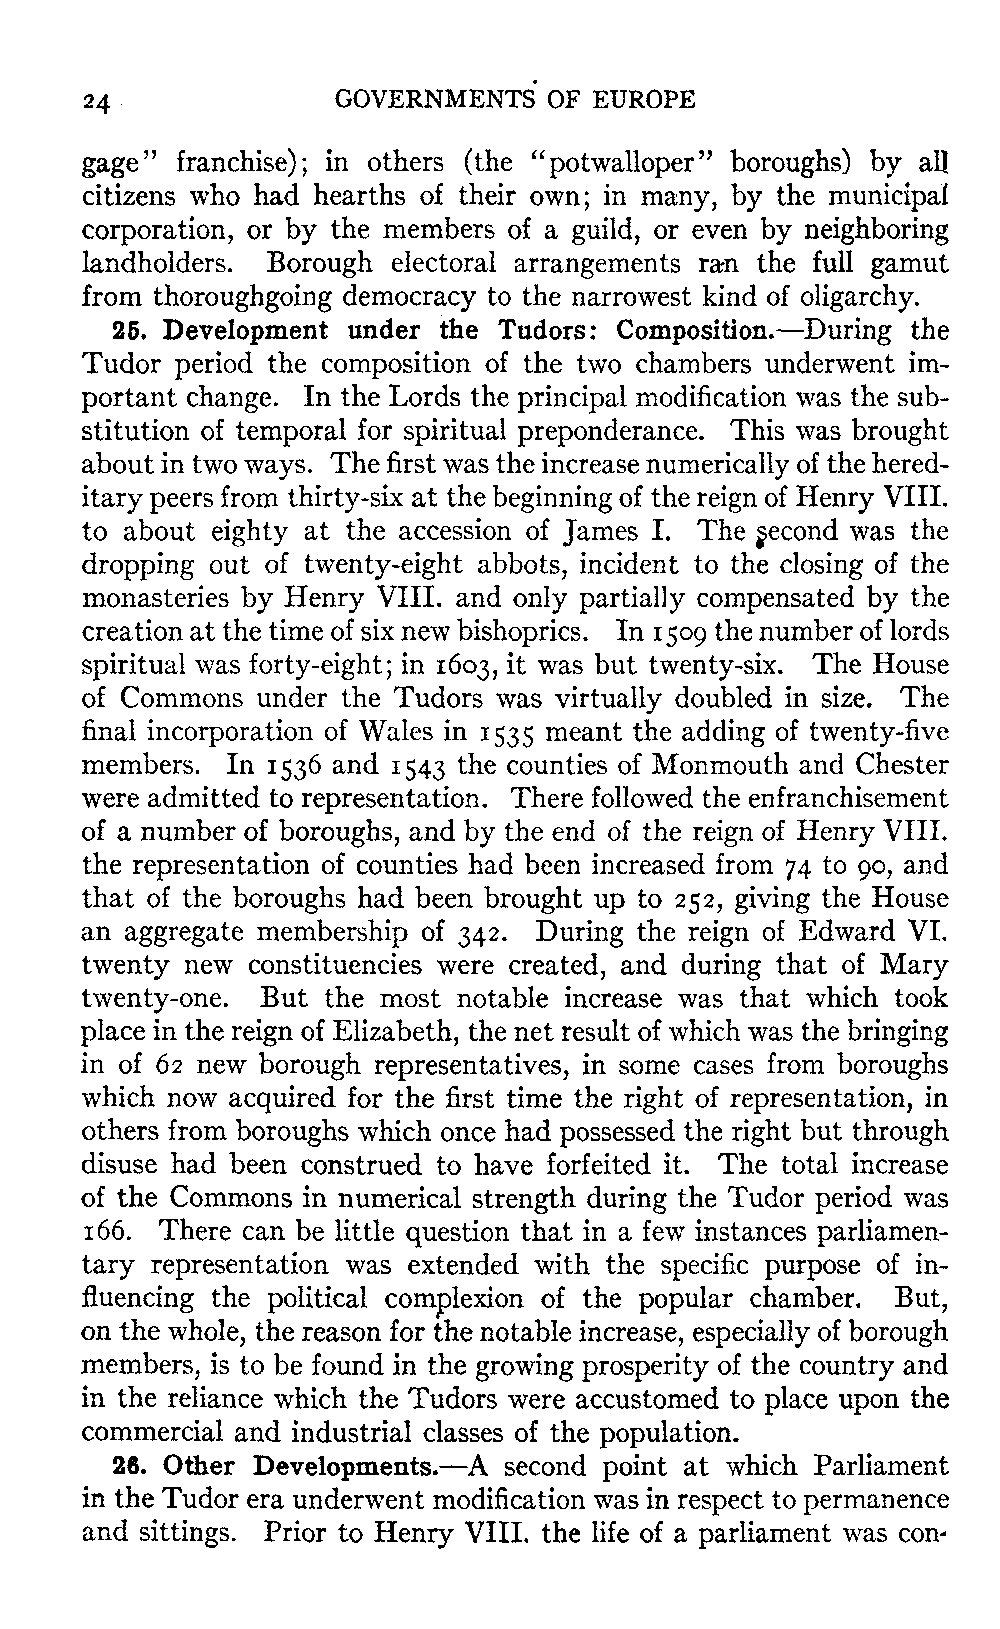 24 GOVERNMENTS OF EUROPE
gage" franchise); in others (the "potwalloper" boroughs) by all
citizens who had hearths of their own; in many, by the municipal
corporation, or by the members of a guild, or even by neighboring
landholders. Borough electoral arrangements ran the full gamut
from thoroughgoing democracy to the narrowest kind of oligarchy.
25. Development under the Tudors: Composition.—During the
Tudor period the composition of the two chambers underwent im-
portant change. In the Lords the principal modification was the sub-
stitution of temporal for spiritual preponderance. This was brought
about in two ways. The first was the increase numerically of the hered-
itary peers from thirty-six at the beginning of the reign of Henry VIII.
to about eighty at the accession of James I. The second was the
dropping out of twenty-eight abbots, incident to the closing of the
monasteries by Henry VIII. and only partially compensated by the
creation at the time of six new bishoprics. In 1509 the number of lords
spiritual was forty-eight; in 1603, it was but twenty-six. The House
of Commons under the Tudors was virtually doubled in size. The
final incorporation of Wales in 1535 meant the adding of twenty-five
members. In 1536 and 1543 the counties of Monmouth and Chester
were admitted to representation. There followed the enfranchisement
of a number of boroughs, and by the end of the reign of Henry VIII.
the representation of counties had been increased from 74 to 90, and
that of the boroughs had been brought up to 252, giving the House
an aggregate membership of 342. During the reign of Edward VI.
twenty new constituencies were created, and during that of Mary
twenty-one. But the most notable increase was that which took
place in the reign of Elizabeth, the net result of which was the bringing
in of 62 new borough representatives, in some cases from boroughs
which now acquired for the first time the right of representation, in
others from boroughs which once had possessed the right but through
disuse had been construed to have forfeited it. The total increase
of the Commons in numerical strength during the Tudor period was
166. There can be little question that in a few instances parliamen-
tary representation was extended with the specific purpose of in-
fluencing the political complexion of the popular chamber. But,
on the whole, the reason for the notable increase, especially of borough
members, is to be found in the growing prosperity of the country and
in the reliance which the Tudors were accustomed to place upon the
commercial and industrial classes of the population.
26. Other Developments.—A second point at which Parliament
in the Tudor era underwent modification was in respect to permanence
and sittings. Prior to Henry VIII. the life of a parliament was con-